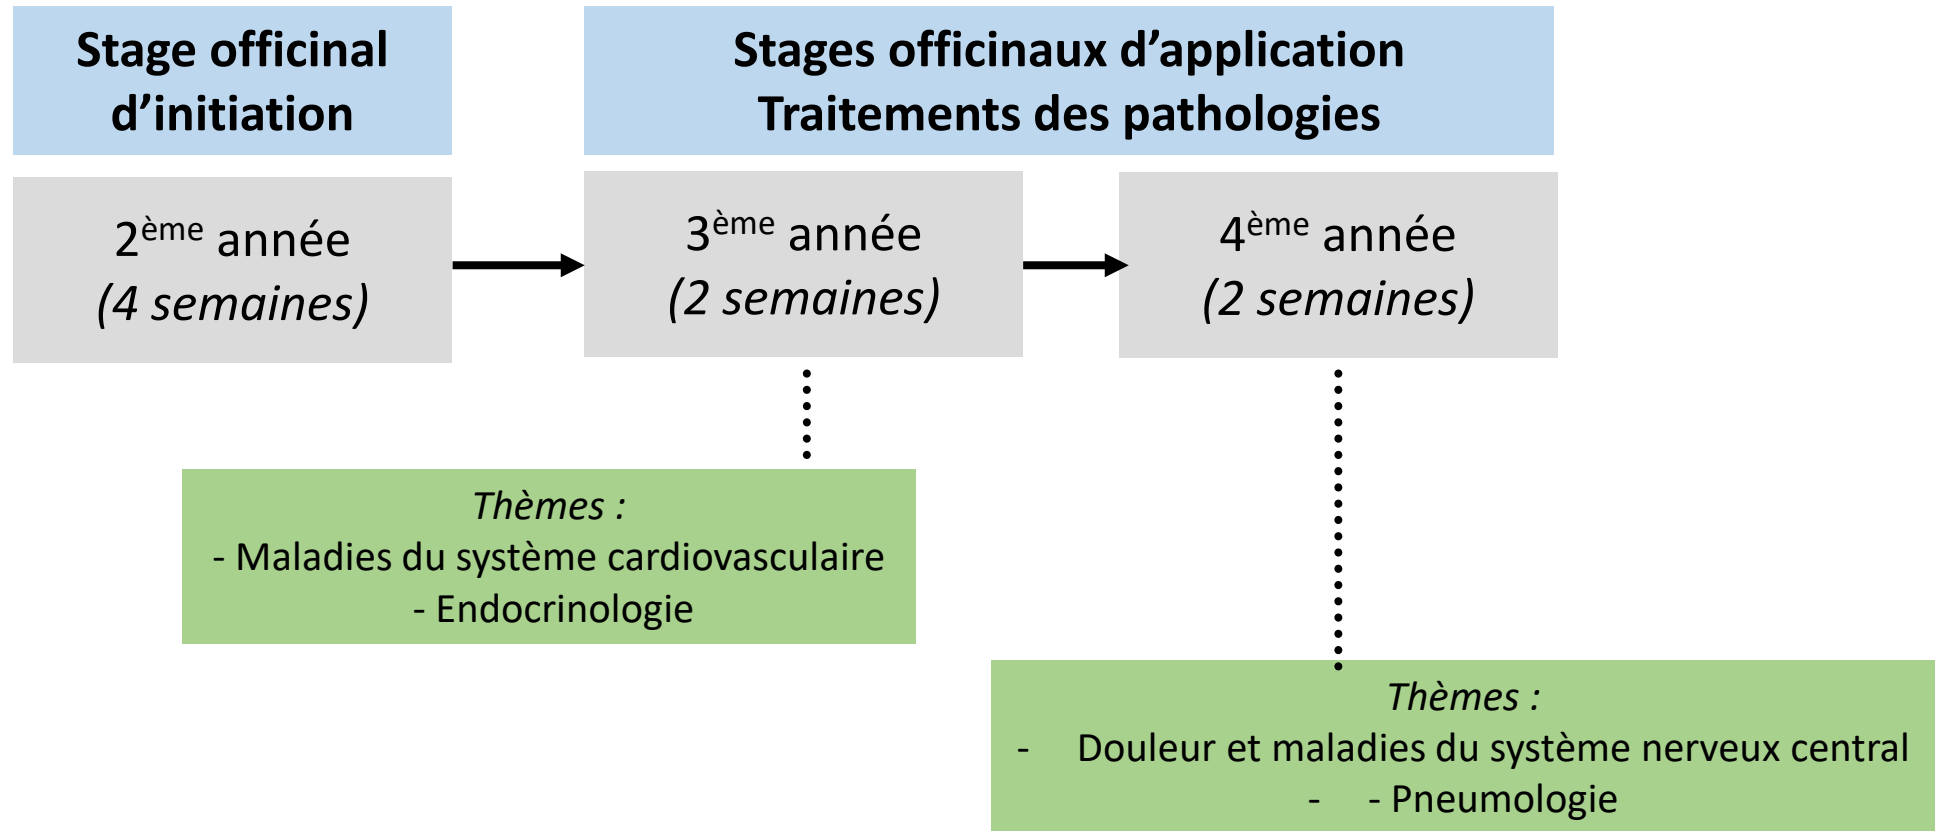 Stage officinal
d’initiation
Stages officinaux d’application
Traitements des pathologies
2ème année
(4 semaines)
3ème année
(2 semaines)
4ème année
(2 semaines)
Thèmes :
- Maladies du système cardiovasculaire
- Endocrinologie
Thèmes :
- Douleur et maladies du système nerveux central
- - Pneumologie